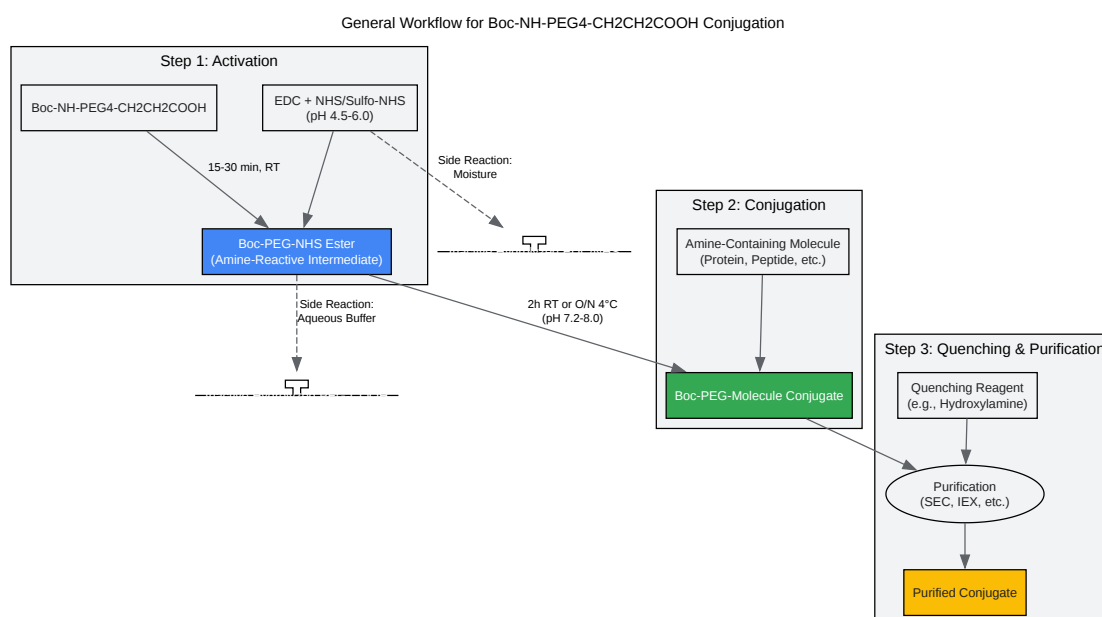 General Workflow for Boc-NH-PEG4-CH2CH2COOH Conjugation
Step 1: Activation
Boc-NH-PEG4-CH2CH2COOH
EDC + NHS/Sulfo-NHS
(pH 4.5-6.0)
15-30 min, RT
Side Reaction:
Moisture
Boc-PEG-NHS Ester
(Amine-Reactive Intermediate)
Side Reaction:
Aqueous Buffer
Step 2: Conjugation
Amine-Containing Molecule
(Protein, Peptide, etc.)
2h RT or O/N 4°C
(pH 7.2-8.0)
Boc-PEG-Molecule Conjugate
Step 3: Quenching & Purification
Quenching Reagent
(e.g., Hydroxylamine)
Purification
(SEC, IEX, etc.)
Purified Conjugate